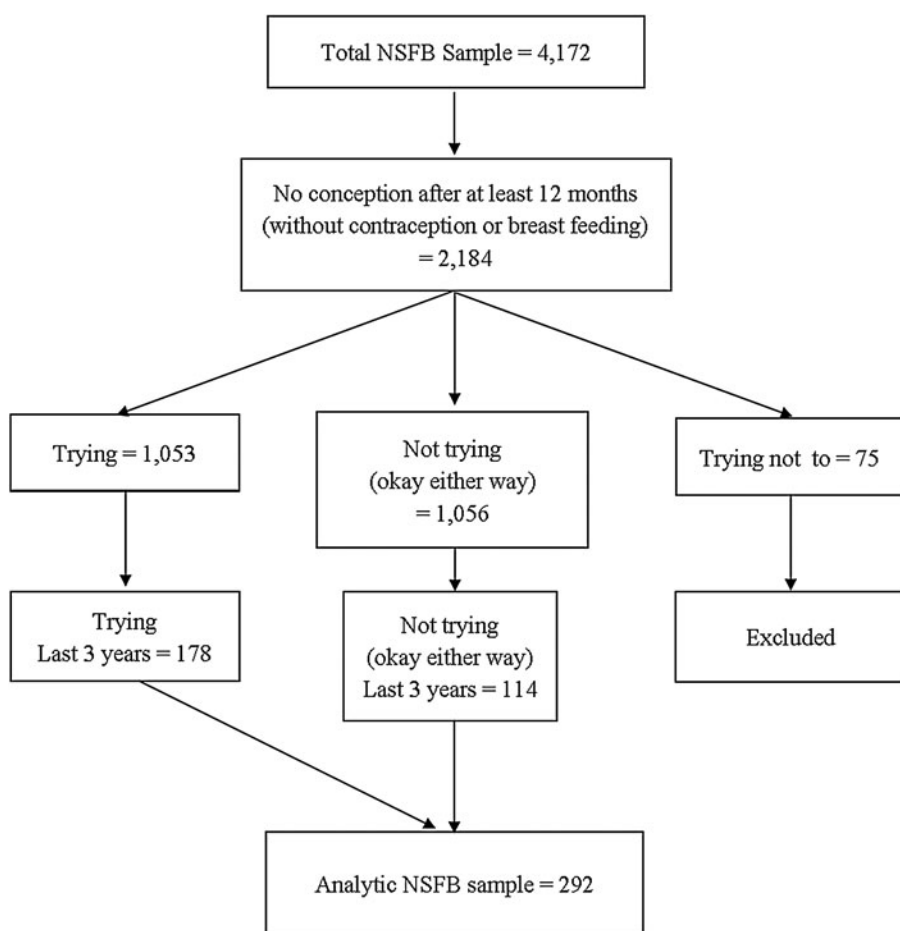 Total NSFB Sample = 4,172
No conception after at least 12 months
(without contraception or breast feeding)
= 2,184
Trying = 1,053
Not trying
(okay either way)
= 1,056
Trying not to = 75
Trying
Last 3 years = 178
Not trying
(okay either way)
Last 3 years = 114
Excluded
Analytic NSFB sample = 292